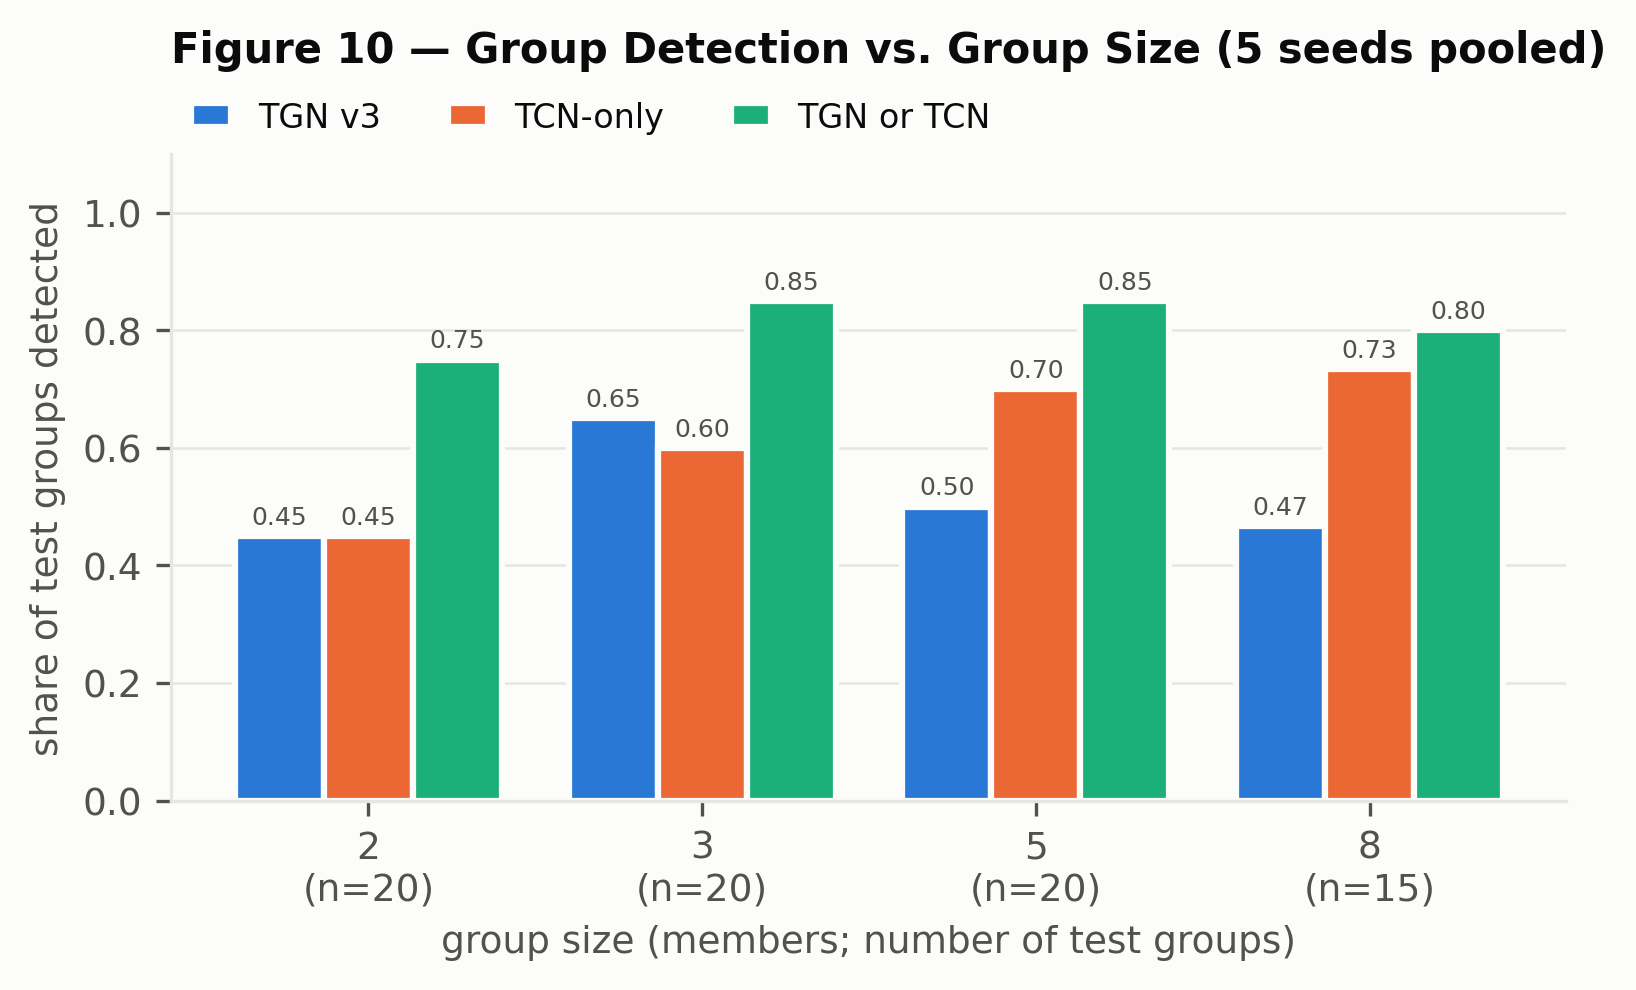 Figure 10 — Group Detection vs. Group Size (5 seeds pooled)
TGN v3 TCN-only TGN or TCN
share of test groups detected
1.0
0.8
0.6
0.4
0.2
0.0
0.45 0.45 0.75
0.65 0.60 0.85
0.50 0.70 0.85
0.47 0.73 0.80
2 3 5 8
(n=20) (n=20) (n=20) (n=15)
group size (members; number of test groups)